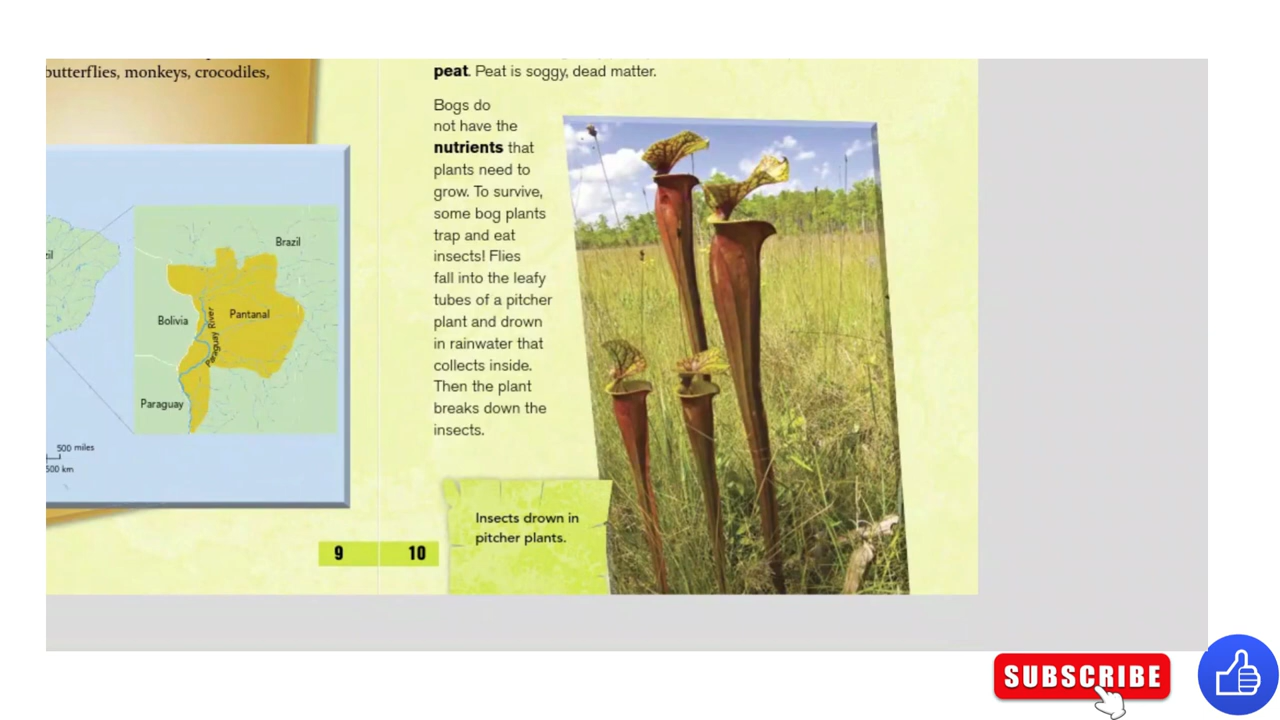 butterflies, monkeys, crocodiles,
Brazil
Bolivia
Pantanal
Paraguay River
Paraguay
500 miles
500 km
9
peat. Peat is soggy, dead matter.
Bogs do
not have the
nutrients that
plants need to
grow. To survive,
some bog plants
trap and eat
insects! Flies
fall into the leafy
tubes of a pitcher
plant and drown
in rainwater that
collects inside.
Then the plant
breaks down the
insects.
Insects drown in
pitcher plants.
10
SUBSCRIBE